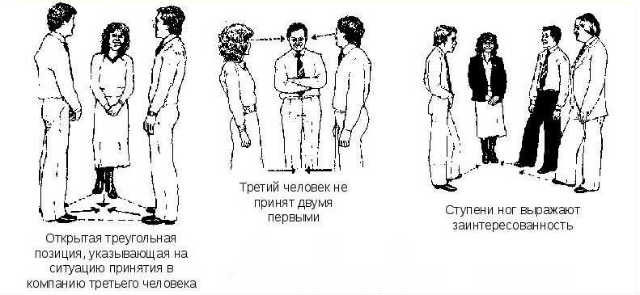 Открытая треугольная
позиция, указывающая на
ситуацию принятия в
компанию третьего человека
Третий человек не
принят двумя
первыми
Ступени ног выражают
заинтересованность